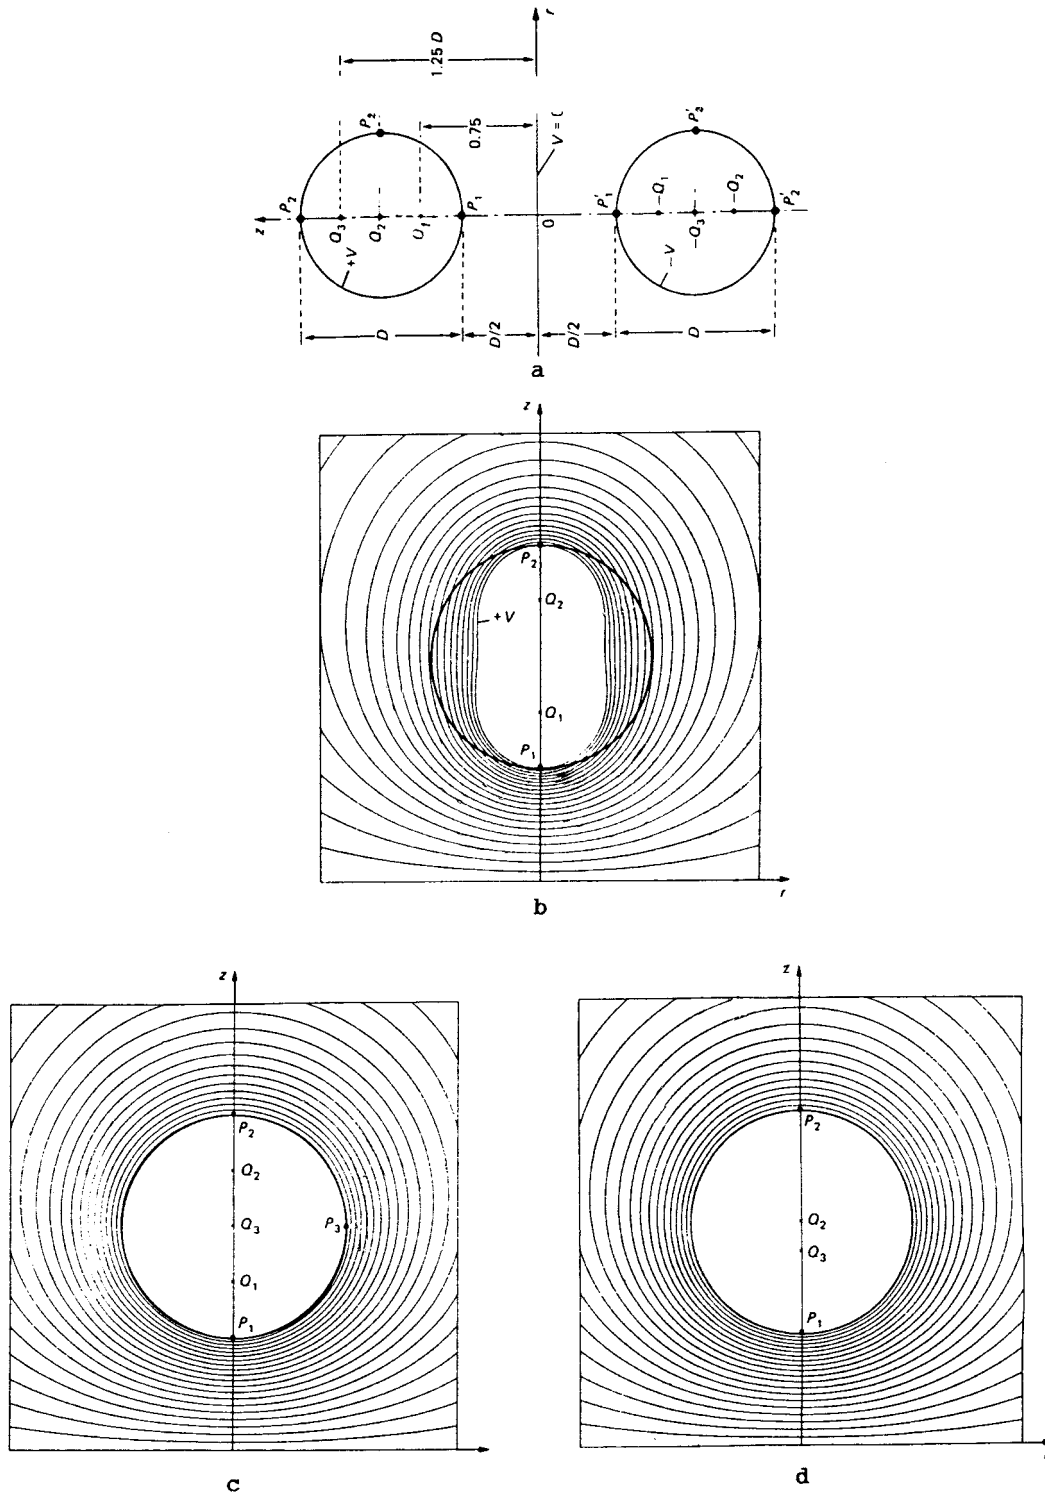 r
1.25 D
P₂
P₂
P'₂
0.75
V = (
z
Q₃
Q₂
Q₁
P₁
0
P'₁
−Q₁
−Q₃
−Q₂
P'₂
+V
−V
D
D/2
D/2
D
a
z
P₂
Q₂
+V
Q₁
P₁
r
b
z
P₂
Q₂
Q₃
P₃
Q₁
P₁
c
z
P₂
Q₂
Q₃
P₁
d